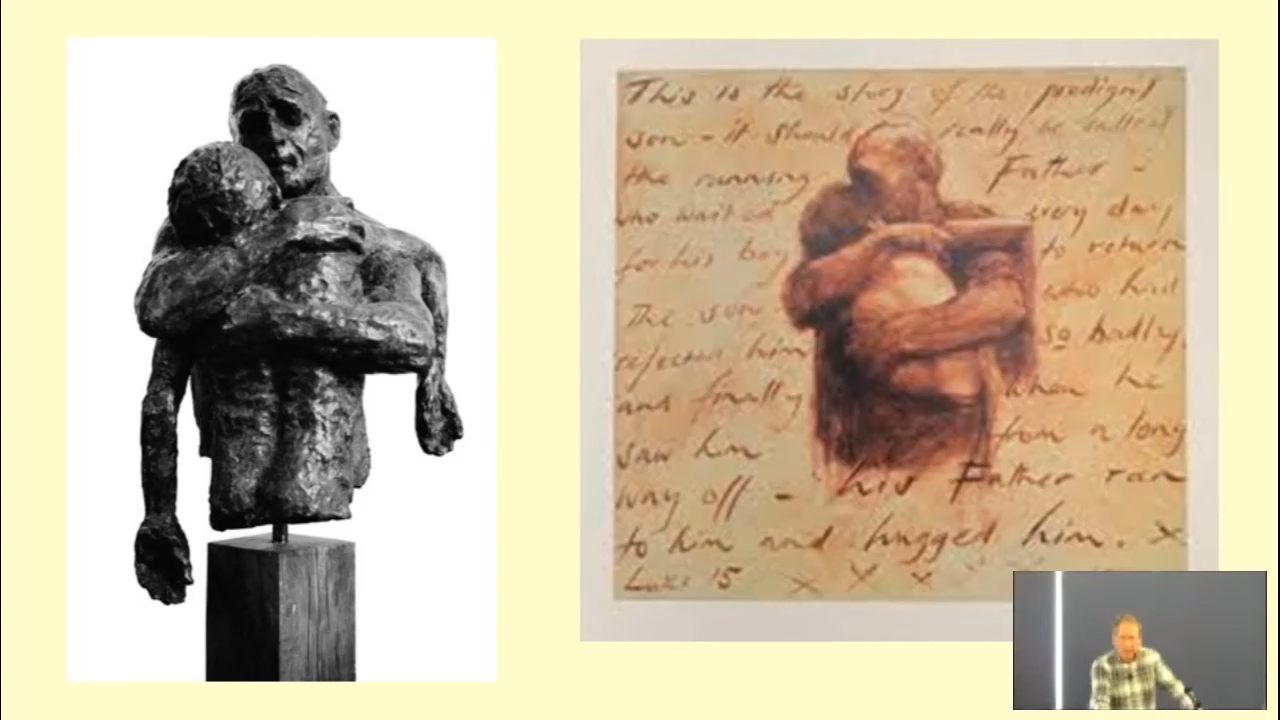 This is the story of the prodigal
son - it should really be called
the running Father -
who waited every day
for his boy to return
The son who had
rejected him so badly,
and finally when he
saw him from a long
way off - his Father ran
to him and hugged him. X
Luke 15 X X X